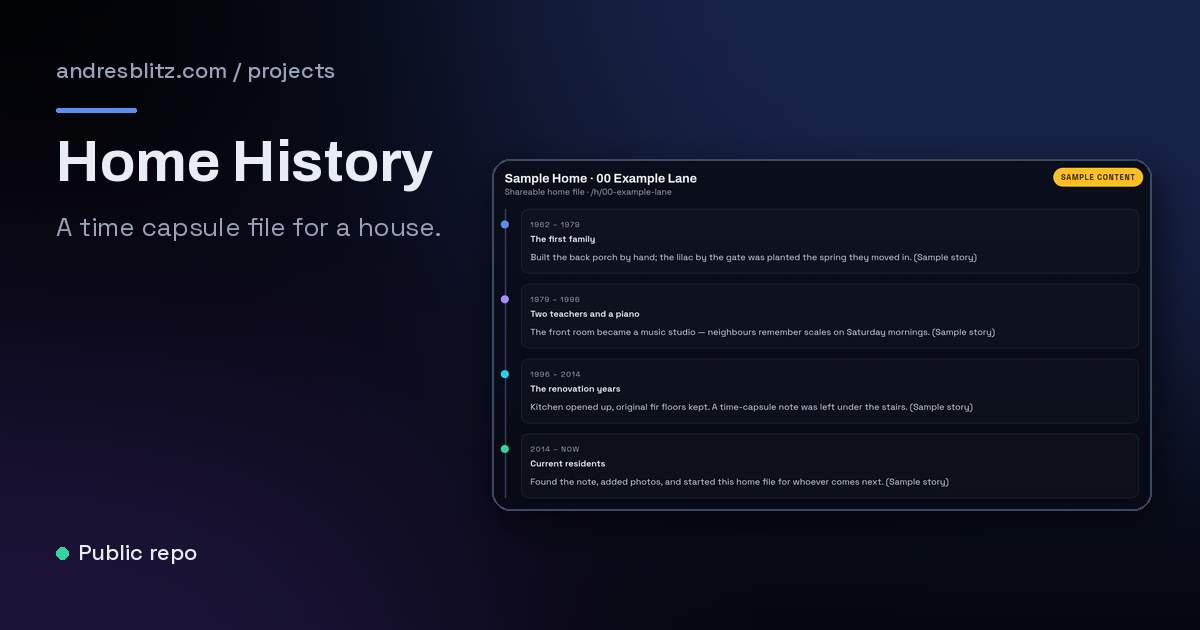 andresblitz.com / projects
Home History
A time capsule file for a house.
Public repo
Sample Home · 00 Example Lane
SAMPLE CONTENT
Shareable home file · /h/00-example-lane
1962 – 1979
The first family
Built the back porch by hand; the lilac by the gate was planted the spring they moved in. (Sample story)
1979 – 1996
Two teachers and a piano
The front room became a music studio — neighbours remember scales on Saturday mornings. (Sample story)
1996 – 2014
The renovation years
Kitchen opened up, original fir floors kept. A time-capsule note was left under the stairs. (Sample story)
2014 – NOW
Current residents
Found the note, added photos, and started this home file for whoever comes next. (Sample story)